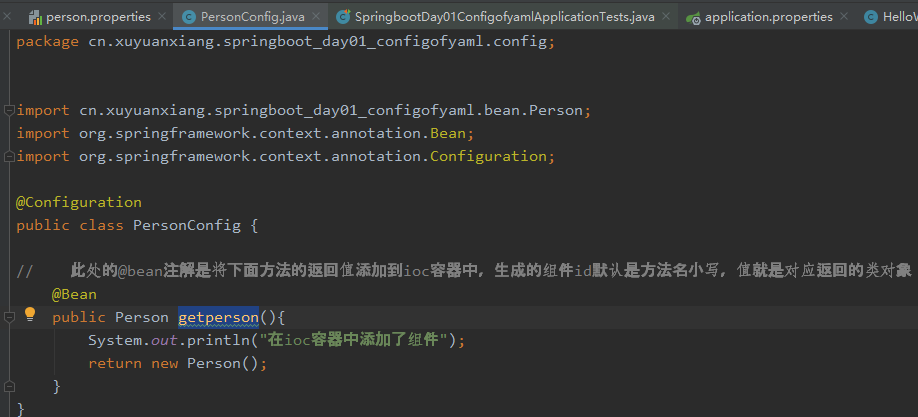 person.properties PersonConfig.java SpringbootDay01ConfigofyamlApplicationTests.java application.properties
package cn.xuyuanxiang.springboot_day01_configofyaml.config;
import cn.xuyuanxiang.springboot_day01_configofyaml.bean.Person;
import org.springframework.context.annotation.Bean;
import org.springframework.context.annotation.Configuration;
@Configuration
public class PersonConfig {
// 此处的@bean注解是将下面方法的返回值添加到ioc容器中，生成的组件id默认是方法名小写，值就是对应返回的类对象
@Bean
public Person getperson(){
System.out.println("在ioc容器中添加了组件");
return new Person();
}
}